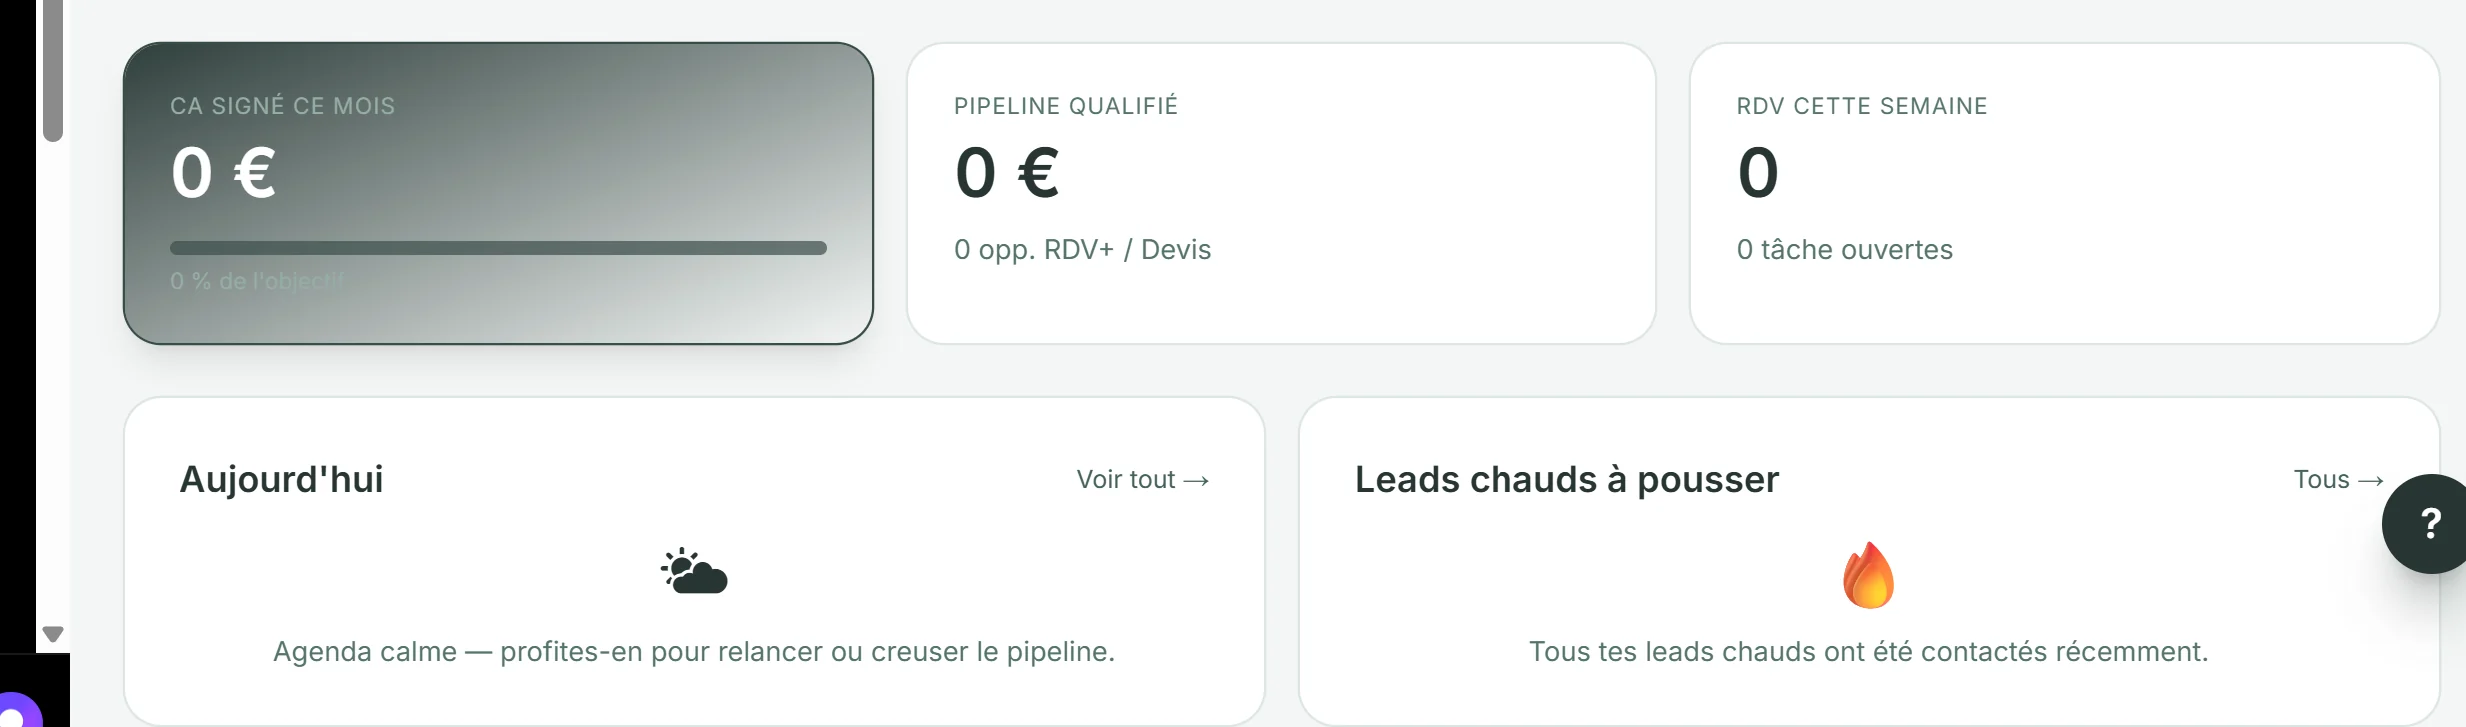 CA SIGNÉ CE MOIS
0 €
0 % de l'objectif
PIPELINE QUALIFIÉ
0 €
0 opp. RDV+ / Devis
RDV CETTE SEMAINE
0
0 tâche ouvertes
Aujourd'hui
Voir tout →
Agenda calme — profites-en pour relancer ou creuser le pipeline.
Leads chauds à pousser
Tous →
Tous tes leads chauds ont été contactés récemment.
?